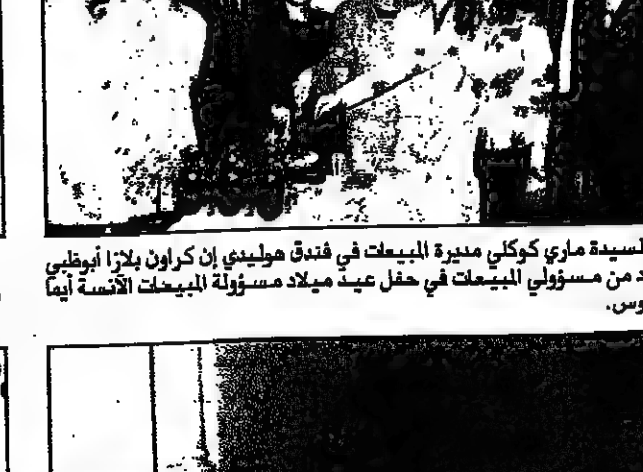 لسيدة ماري كوكلي مديرة المبيعات في فندق هوليدي إن كراون بلازا أبوظبي
د من مسؤولي المبيعات في حفل عيد ميلاد مسؤولة المبيعات الآنسة أيما
وس.